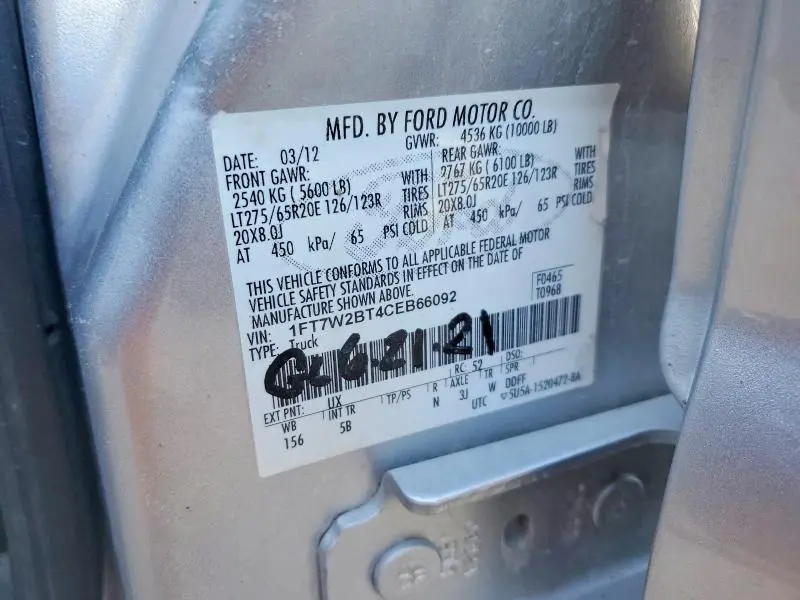 MFD. BY FORD MOTOR CO.
DATE: 03/12 GVWR: 4536 KG (10000 LB)
FRONT GAWR: REAR GAWR:
2540 KG (5600 LB) WITH 2767 KG (6100 LB) WITH
LT275/65R20E 126/123R TIRES LT275/65R20E 126/123R TIRES
20X8.0J RIMS 20X8.0J RIMS
AT 450 kPa/ 65 PSI COLD AT 450 kPa/ 65 PSI COLD
THIS VEHICLE CONFORMS TO ALL APPLICABLE FEDERAL MOTOR
VEHICLE SAFETY STANDARDS IN EFFECT ON THE DATE OF
MANUFACTURE SHOWN ABOVE.
F0465
T0968
VIN: 1FT7W2BT4CEB66092
TYPE: Truck
6-21-21
RC: 52 DSO:
EXT PNT: UX R AXLE TR SPR
WB INT TR TP/PS N 3J W DDFF
156 5B UTC 5U5A-1520472-BA